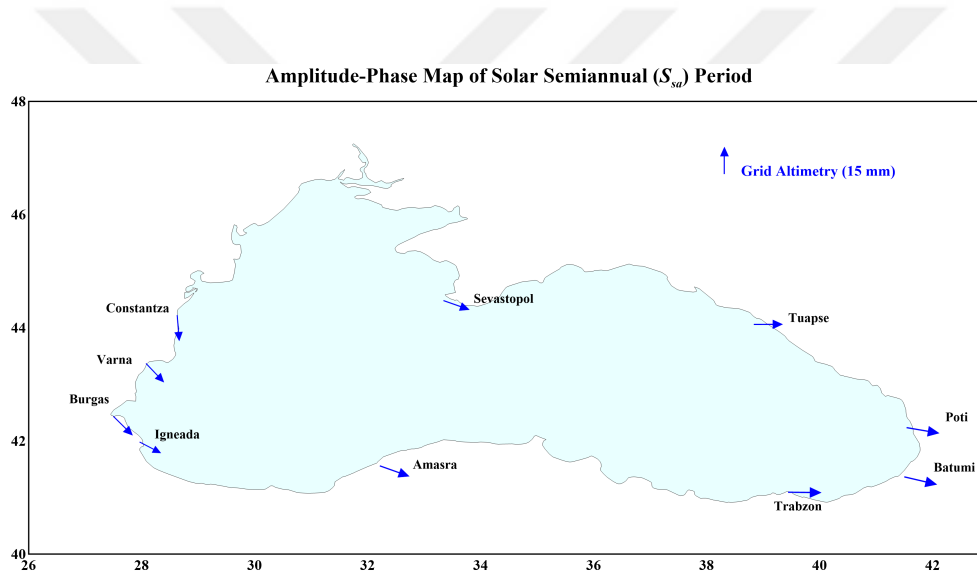 Amplitude-Phase Map of Solar Semiannual (Ssa) Period
48
Grid Altimetry (15 mm)
46
Sevastopol
Constantza
Tuapse
44
Varna
Burgas
Poti
Igneada
42
Amasra
Batumi
Trabzon
40
26 28 30 32 34 36 38 40 42